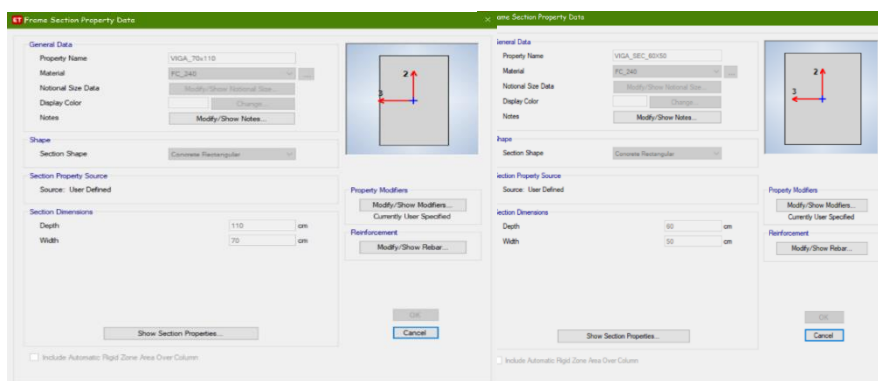 ET Frame Section Property Data
General Data
Property Name VIGA_70x110
Material FC_240 ...
Notional Size Data Modify/Show Notional Size...
Display Color Change...
Notes Modify/Show Notes...
Shape
Section Shape Concrete Rectangular
Section Property Source
Source: User Defined
Section Dimensions
Depth 110 cm
Width 70 cm
Show Section Properties...
Include Automatic Rigid Zone Area Over Column
2
3
Property Modifiers
Modify/Show Modifiers...
Currently User Specified
Reinforcement
Modify/Show Rebar...
OK
Cancel
ame Section Property Data
General Data
Property Name VIGA_SEC_60X50
Material FC_240 ...
Notional Size Data Modify/Show Notional Size...
Display Color Change...
Notes Modify/Show Notes...
hape
Section Shape Concrete Rectangular
ection Property Source
Source: User Defined
ection Dimensions
Depth 60 cm
Width 50 cm
Show Section Properties...
Include Automatic Rigid Zone Area Over Column
2
3
Property Modifiers
Modify/Show Modifiers...
Currently User Specified
Reinforcement
Modify/Show Rebar...
OK
Cancel